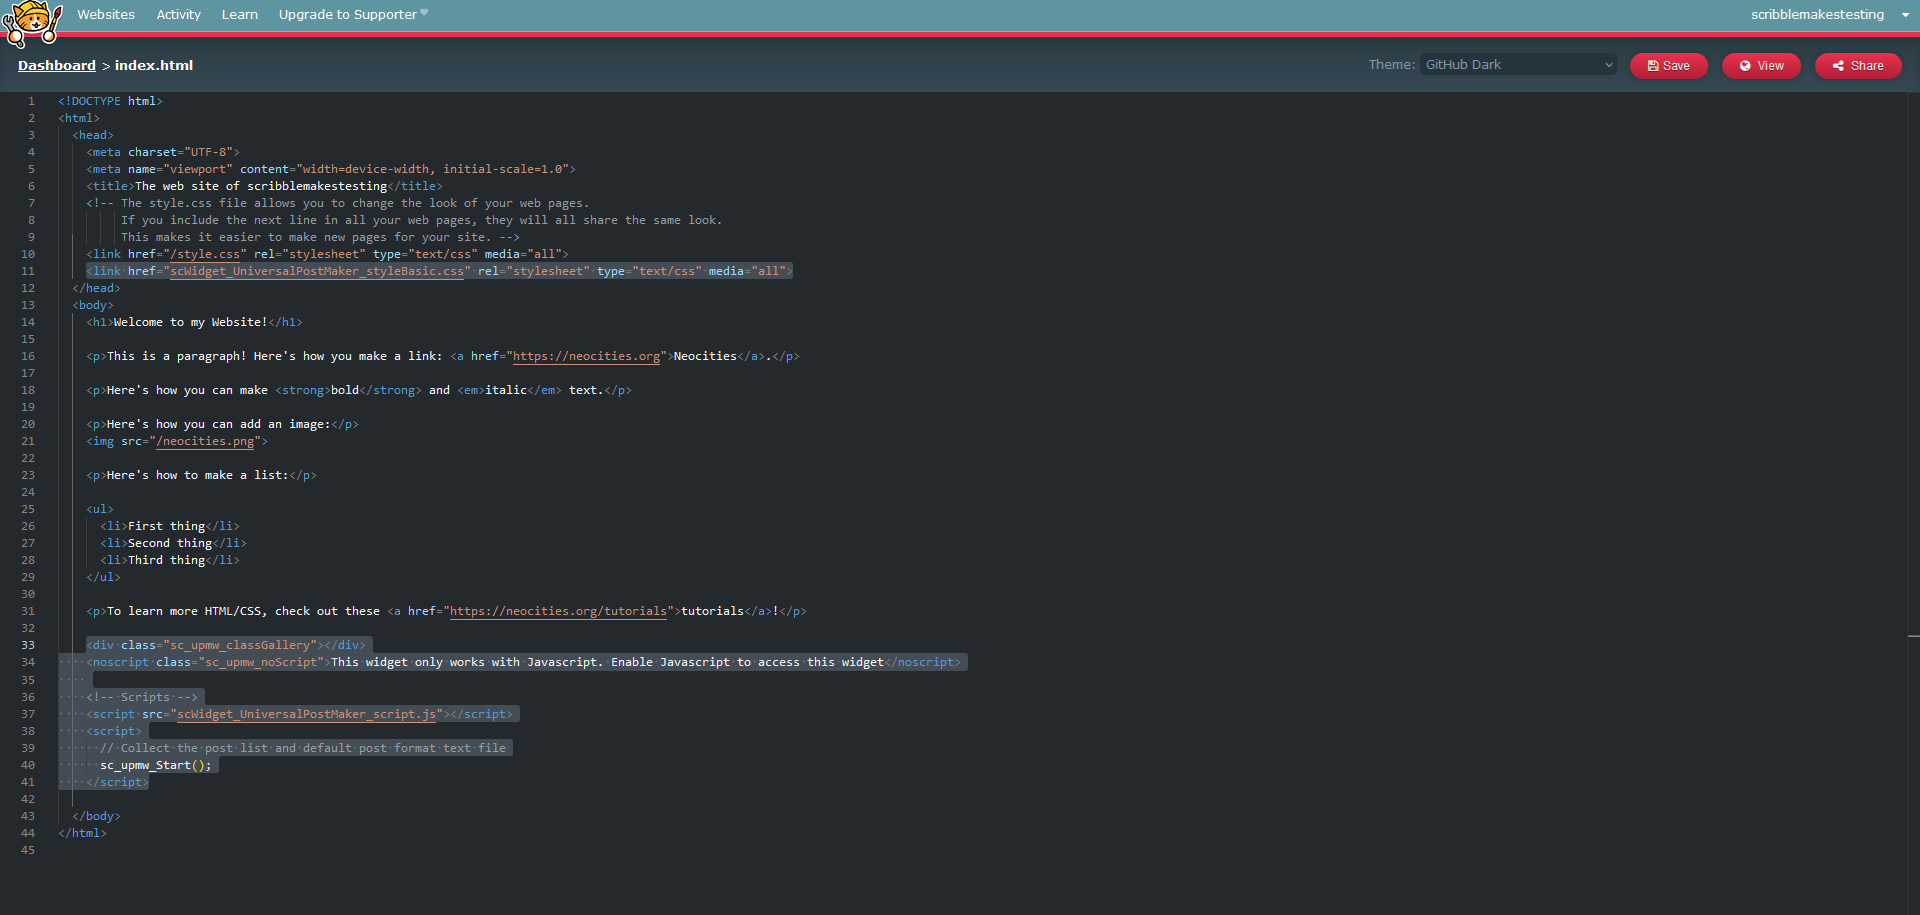 Websites Activity Learn Upgrade to Supporter scribblemakestesting
Dashboard > index.html Theme: GitHub Dark Save View Share
1 <!DOCTYPE html>
2 <html>
3 <head>
4 <meta charset="UTF-8">
5 <meta name="viewport" content="width=device-width, initial-scale=1.0">
6 <title>The web site of scribblemakestesting</title>
7 <!-- The style.css file allows you to change the look of your web pages.
8 If you include the next line in all your web pages, they will all share the same look.
9 This makes it easier to make new pages for your site. -->
10 <link href="/style.css" rel="stylesheet" type="text/css" media="all">
11 <link href="scWidget_UniversalPostMaker_styleBasic.css" rel="stylesheet" type="text/css" media="all">
12 </head>
13 <body>
14 <h1>Welcome to my Website!</h1>
15
16 <p>This is a paragraph! Here's how you make a link: <a href="https://neocities.org">Neocities</a>.</p>
17
18 <p>Here's how you can make <strong>bold</strong> and <em>italic</em> text.</p>
19
20 <p>Here's how you can add an image:</p>
21 <img src="/neocities.png">
22
23 <p>Here's how to make a list:</p>
24
25 <ul>
26 <li>First thing</li>
27 <li>Second thing</li>
28 <li>Third thing</li>
29 </ul>
30
31 <p>To learn more HTML/CSS, check out these <a href="https://neocities.org/tutorials">tutorials</a>!</p>
32
33 <div class="sc_upmw_classGallery"></div>
34 <noscript class="sc_upmw_noScript">This widget only works with Javascript. Enable Javascript to access this widget</noscript>
35
36 <!-- Scripts -->
37 <script src="scWidget_UniversalPostMaker_script.js"></script>
38 <script>
39 // Collect the post list and default post format text file
40 sc_upmw_Start();
41 </script>
42
43 </body>
44 </html>
45